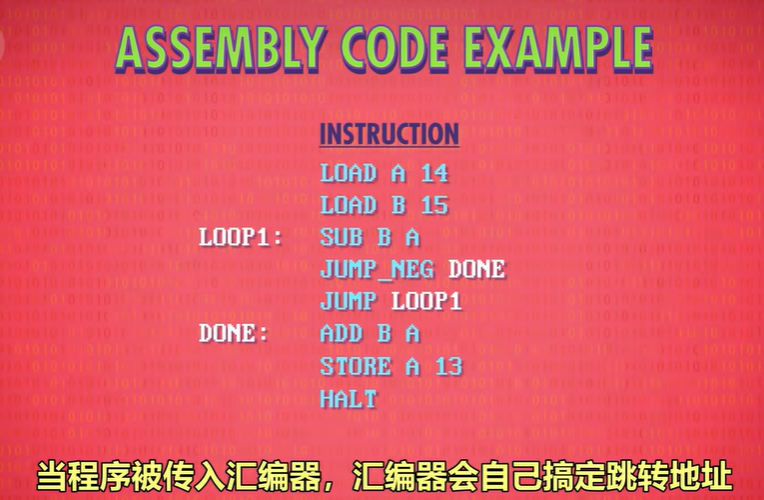 ASSEMBLY CODE EXAMPLE
INSTRUCTION
LOAD A 14
LOAD B 15
LOOP1: SUB B A
JUMP_NEG DONE
JUMP LOOP1
DONE: ADD B A
STORE A 13
HALT
当程序被传入汇编器，汇编器会自己搞定跳转地址